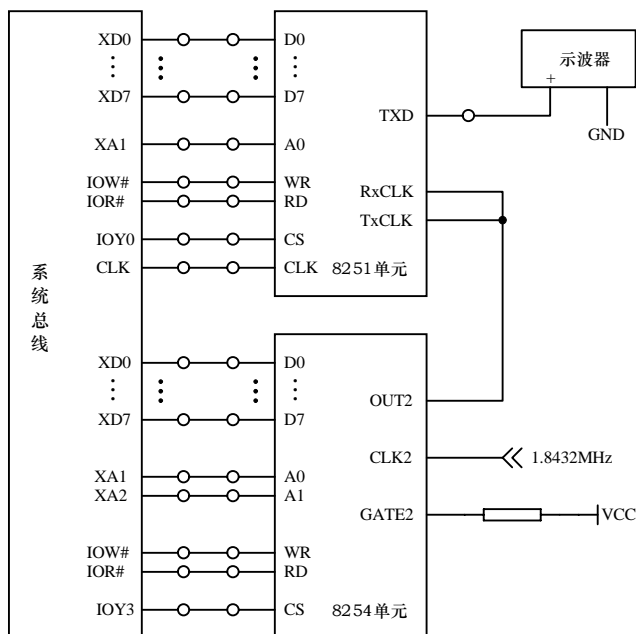 XD0
D0
XD7
D7
XA1
A0
IOW#
WR
IOR#
RD
IOY0
CS
CLK
CLK
TXD
RxCLK
TxCLK
8251单元
示波器
+
GND
系统总线
XD0
D0
XD7
D7
XA1
A0
XA2
A1
IOW#
WR
IOR#
RD
IOY3
CS
OUT2
CLK2
1.8432MHz
GATE2
VCC
8254单元